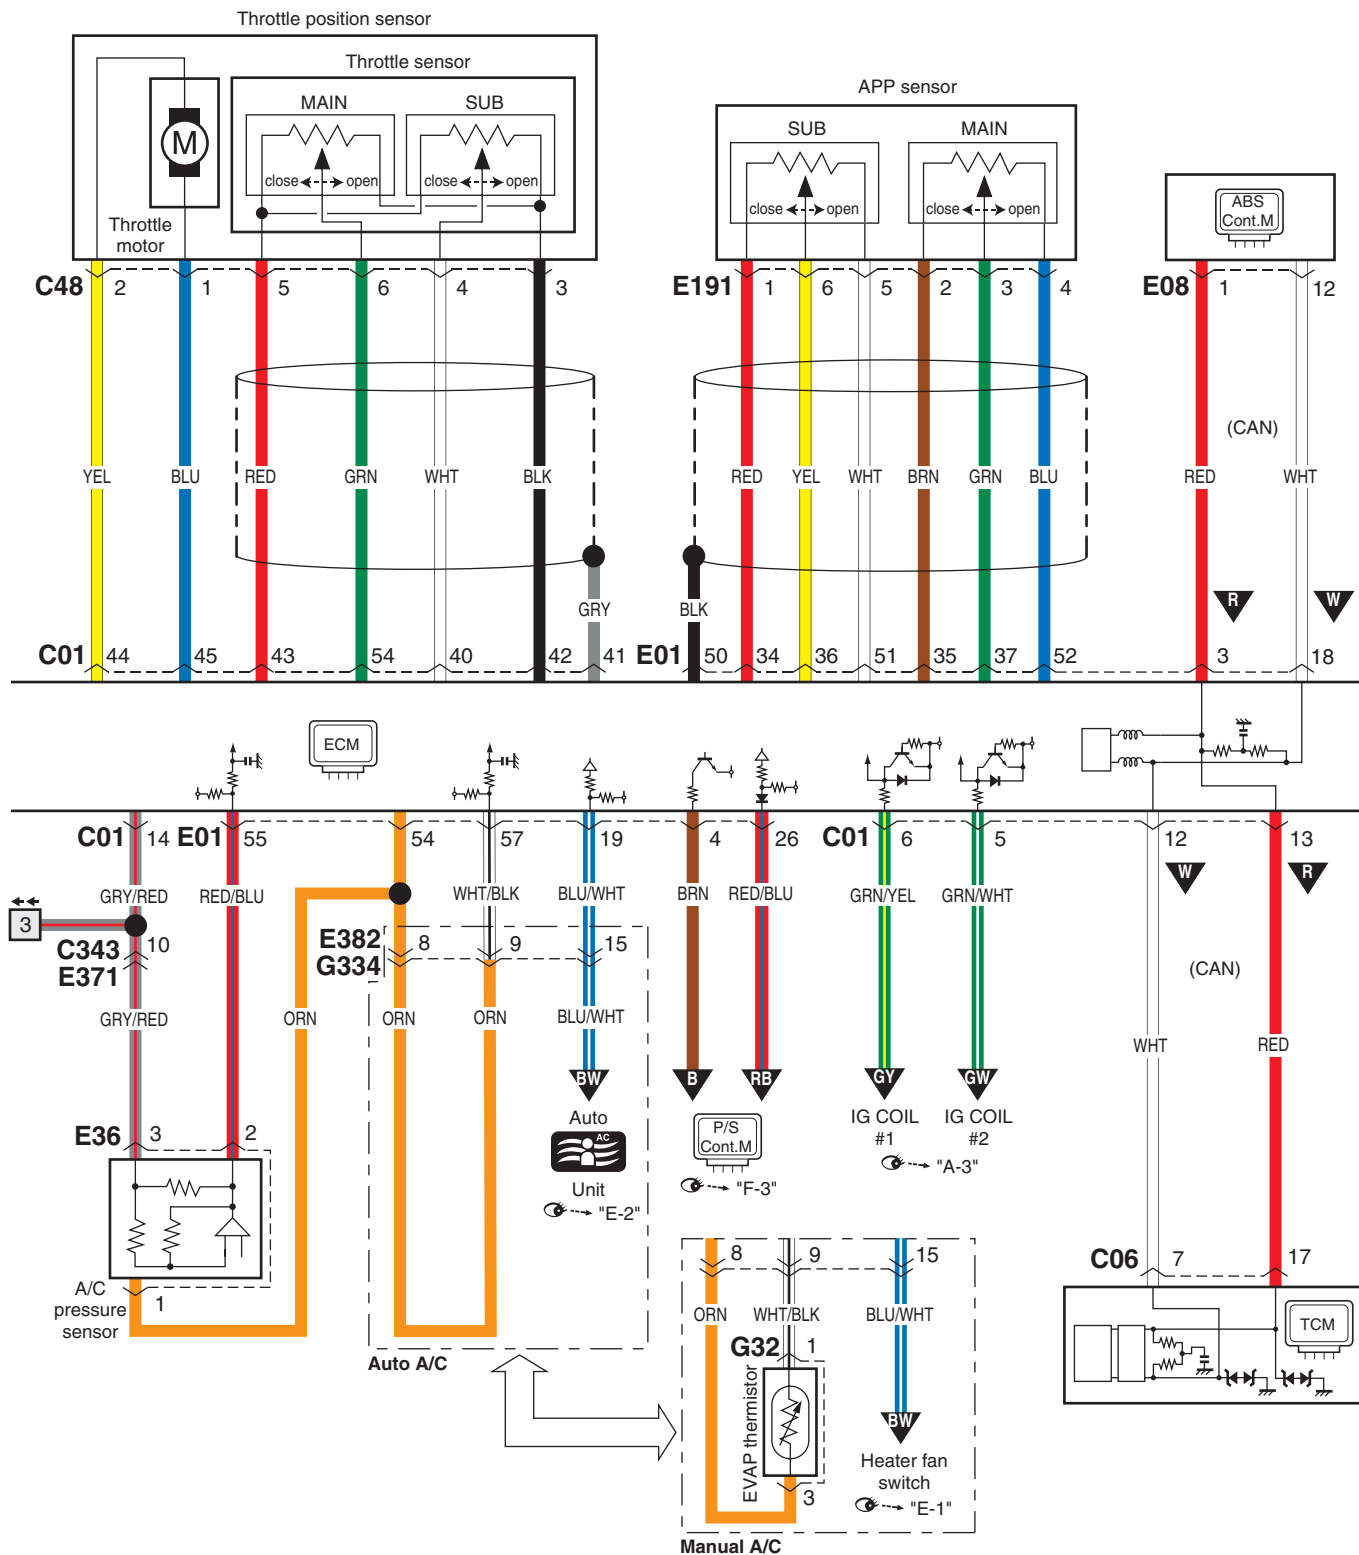 Throttle position sensor
Throttle sensor
MAIN SUB
close open close open
M
Throttle
motor
APP sensor
SUB MAIN
close open close open
ABS
Cont.M
C48 2 1 5 6 4 3
E191 1 6 5 2 3 4
E08 1 12
(CAN)
YEL BLU RED GRN WHT BLK
RED YEL WHT BRN GRN BLU
RED WHT
GRY BLK
R W
C01 44 45 43 54 40 42 41
E01 50 34 36 51 35 37 52 3 18
ECM
C01 14 E01 55 54 57 19 4 26 C01 6 5 12 13
W R
GRY/RED RED/BLU WHT/BLK BLU/WHT BRN RED/BLU GRN/YEL GRN/WHT
3
C343 10
E371
E382 8 9 15
G334
(CAN)
GRY/RED ORN ORN ORN BLU/WHT
WHT RED
BW B RB GY GW
Auto
AC
Unit
"E-2"
P/S
Cont.M
"F-3"
IG COIL
#1
IG COIL
#2
"A-3"
E36 3 2
A/C
pressure
sensor
1
Auto A/C
8 9 15
ORN WHT/BLK BLU/WHT
G32 1
EVAP thermistor
3
BW
Heater fan
switch
"E-1"
Manual A/C
C06 7 17
TCM